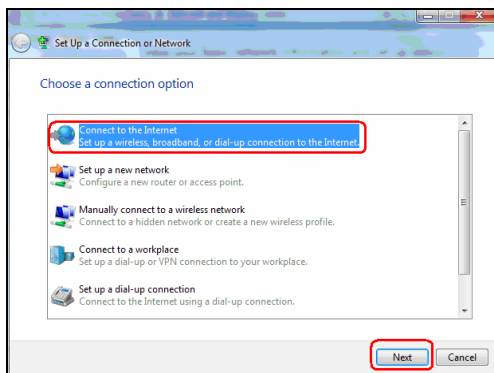 Set Up a Connection or Network
Choose a connection option
Connect to the Internet
Set up a wireless, broadband, or dial-up connection to the Internet.
Set up a new network
Configure a new router or access point.
Manually connect to a wireless network
Connect to a hidden network or create a new wireless profile.
Connect to a workplace
Set up a dial-up or VPN connection to your workplace.
Set up a dial-up connection
Connect to the Internet using a dial-up connection.
Next
Cancel